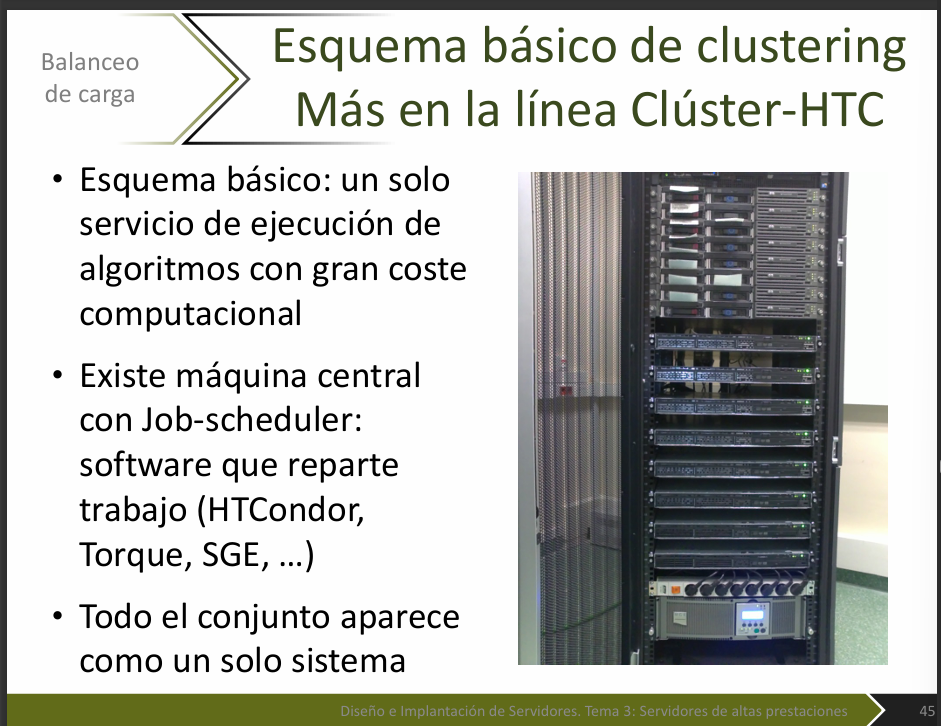 Balanceo
de carga
Esquema básico de clustering
Más en la línea Clúster-HTC
• Esquema básico: un solo
servicio de ejecución de
algoritmos con gran coste
computacional
• Existe máquina central
con Job-scheduler:
software que reparte
trabajo (HTCondor,
Torque, SGE, …)
• Todo el conjunto aparece
como un solo sistema
Diseño e Implantación de Servidores. Tema 3: Servidores de altas prestaciones
45